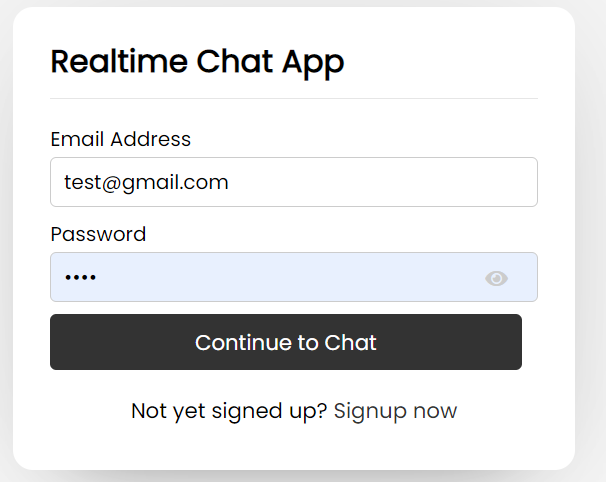 Realtime Chat App
Email Address
test@gmail.com
Password
••••
Continue to Chat
Not yet signed up? Signup now